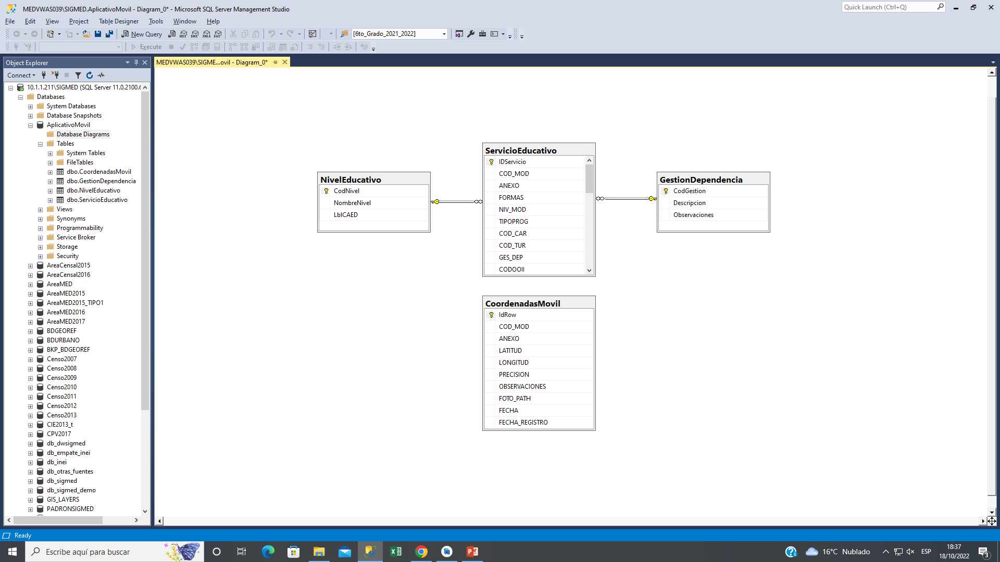 MEDVWAS039\SIGMED.AplicativoMovil - Diagram_0* - Microsoft SQL Server Management Studio
Quick Launch (Ctrl+Q)
File Edit View Project Table Designer Tools Window Help
New Query
MDX DMX XMLA DAX
[6to_Grado_2021_2022]
Execute
Object Explorer
MEDVWAS039\SIGME...ovil - Diagram_0*
Connect
10.1.1.211\SIGMED (SQL Server 11.0.2100.6
Databases
System Databases
Database Snapshots
AplicativoMovil
Database Diagrams
Tables
System Tables
FileTables
dbo.CoordenadasMovil
dbo.GestionDependencia
dbo.NivelEducativo
dbo.ServicioEducativo
Views
Synonyms
Programmability
Service Broker
Storage
Security
AreaCensal2015
AreaCensal2016
AreaMED
AreaMED2015
AreaMED2015_TIPO1
AreaMED2016
AreaMED2017
BDGEOREF
BDURBANO
BKP_BDGEOREF
Censo2007
Censo2008
Censo2009
Censo2010
Censo2011
Censo2012
Censo2013
CIE2013_t
CPV2017
db_dwsigmed
db_empate_inei
db_inei
db_otras_fuentes
db_sigmed
db_sigmed_demo
GIS_LAYERS
PADRONSIGMED
NivelEducativo
CodNivel
NombreNivel
LblCAED
ServicioEducativo
IDServicio
COD_MOD
ANEXO
FORMAS
NIV_MOD
TIPOPROG
COD_CAR
COD_TUR
GES_DEP
CODOOII
GestionDependencia
CodGestion
Descripcion
Observaciones
CoordenadasMovil
IdRow
COD_MOD
ANEXO
LATITUD
LONGITUD
PRECISION
OBSERVACIONES
FOTO_PATH
FECHA
FECHA_REGISTRO
Ready
Escribe aquí para buscar
16°C Nublado
ESP
18:37
18/10/2022
3